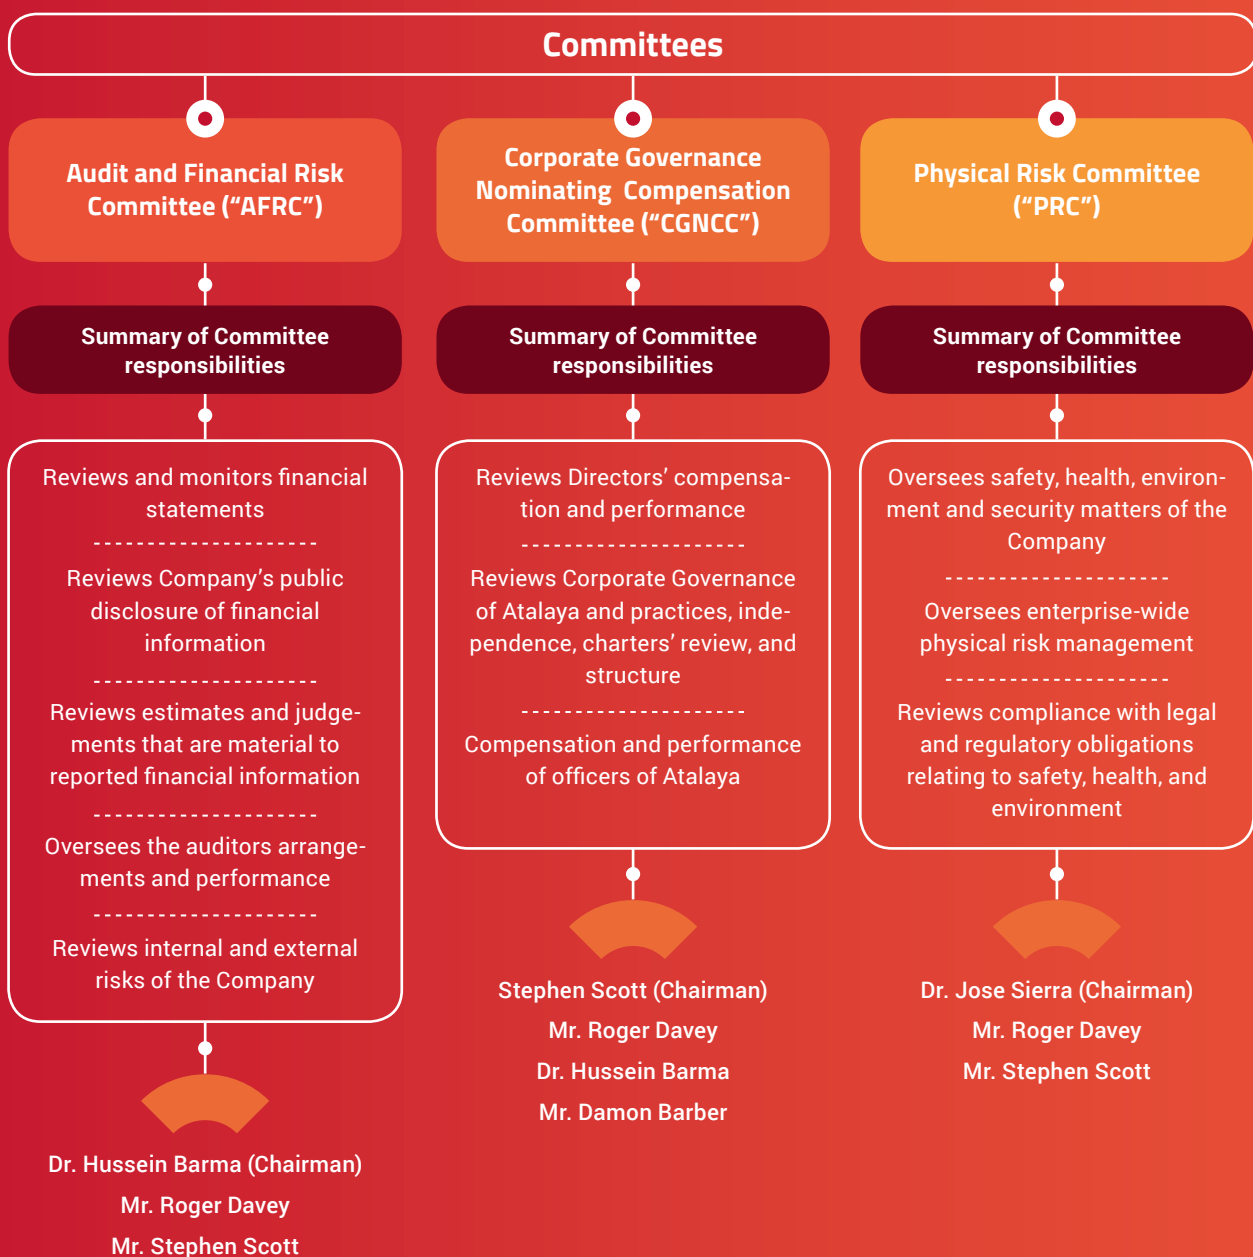 Committees
Audit and Financial Risk
Committee (“AFRC”)
Summary of Committee
responsibilities
Reviews and monitors financial
statements
Reviews Company’s public
disclosure of financial
information
Reviews estimates and judge-
ments that are material to
reported financial information
Oversees the auditors arrange-
ments and performance
Reviews internal and external
risks of the Company
Dr. Hussein Barma (Chairman)
Mr. Roger Davey
Mr. Stephen Scott
Corporate Governance
Nominating Compensation
Committee (“CGNCC”)
Summary of Committee
responsibilities
Reviews Directors’ compensa-
tion and performance
Reviews Corporate Governance
of Atalaya and practices, inde-
pendence, charters’ review, and
structure
Compensation and performance
of officers of Atalaya
Stephen Scott (Chairman)
Mr. Roger Davey
Dr. Hussein Barma
Mr. Damon Barber
Physical Risk Committee
(“PRC”)
Summary of Committee
responsibilities
Oversees safety, health, environ-
ment and security matters of the
Company
Oversees enterprise-wide
physical risk management
Reviews compliance with legal
and regulatory obligations
relating to safety, health, and
environment
Dr. Jose Sierra (Chairman)
Mr. Roger Davey
Mr. Stephen Scott